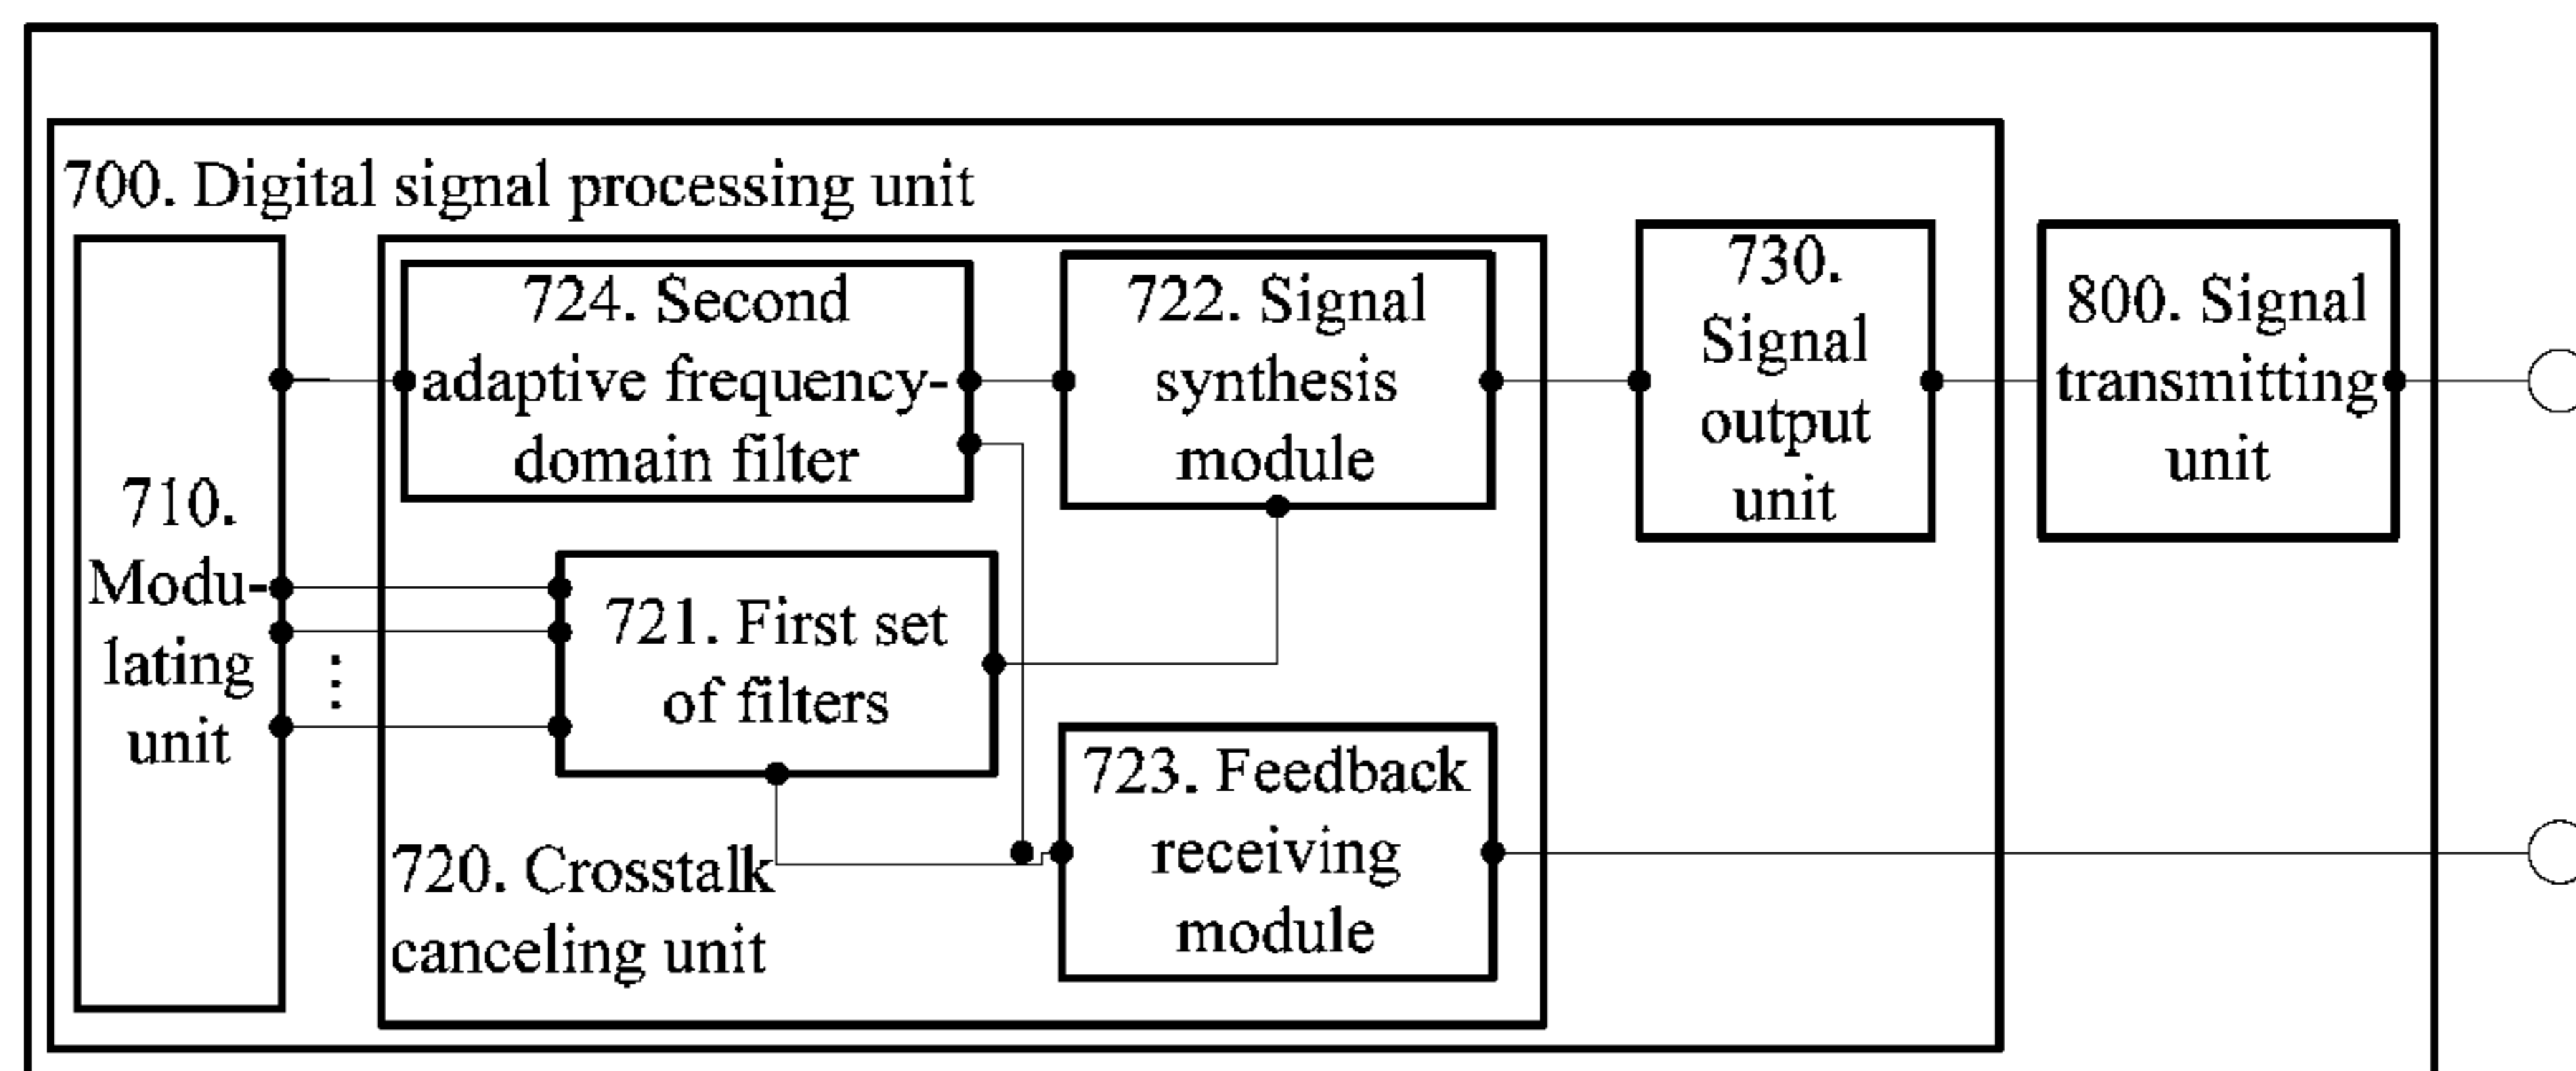 700. Digital signal processing unit
710.
Modu-
lating
unit
724. Second
adaptive frequency-
domain filter
722. Signal
synthesis
module
730.
Signal
output
unit
800. Signal
transmitting
unit
721. First set
of filters
723. Feedback
receiving
module
720. Crosstalk
canceling unit